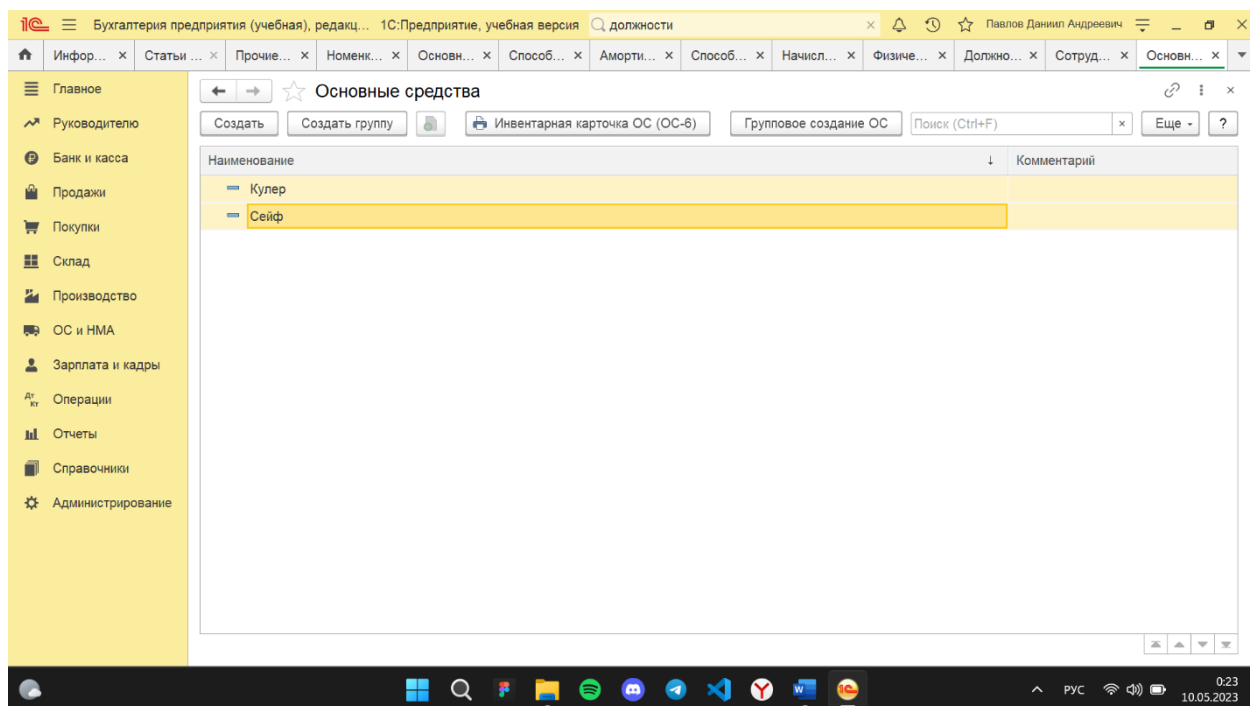 Бухгалтерия предприятия (учебная), редакц... 1С:Предприятие, учебная версия должности Павлов Даниил Андреевич
Инфор... Статьи ... Прочие... Номенк... Основн... Способ... Аморти... Способ... Начисл... Физиче... Должно... Сотруд... Основн...
Главное
Руководителю
Банк и касса
Продажи
Покупки
Склад
Производство
ОС и НМА
Зарплата и кадры
Операции
Отчеты
Справочники
Администрирование
Основные средства
Создать Создать группу Инвентарная карточка ОС (ОС-6) Групповое создание ОС Поиск (Ctrl+F) Еще ?
Наименование Комментарий
Кулер
Сейф
РУС 0:23
10.05.2023